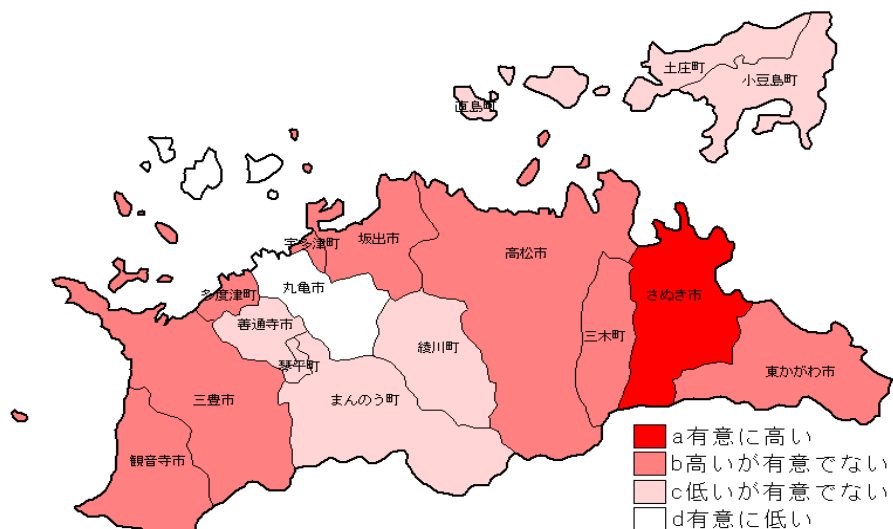 土庄町
小豆島町
直島町
宇多津町
坂出市
高松市
丸亀市
多度津町
さぬき市
善通寺市
三木町
綾川町
琴平町
東かがわ市
三豊市
まんのう町
観音寺市
a有意に高い
b高いが有意でない
c低いが有意でない
d有意に低い